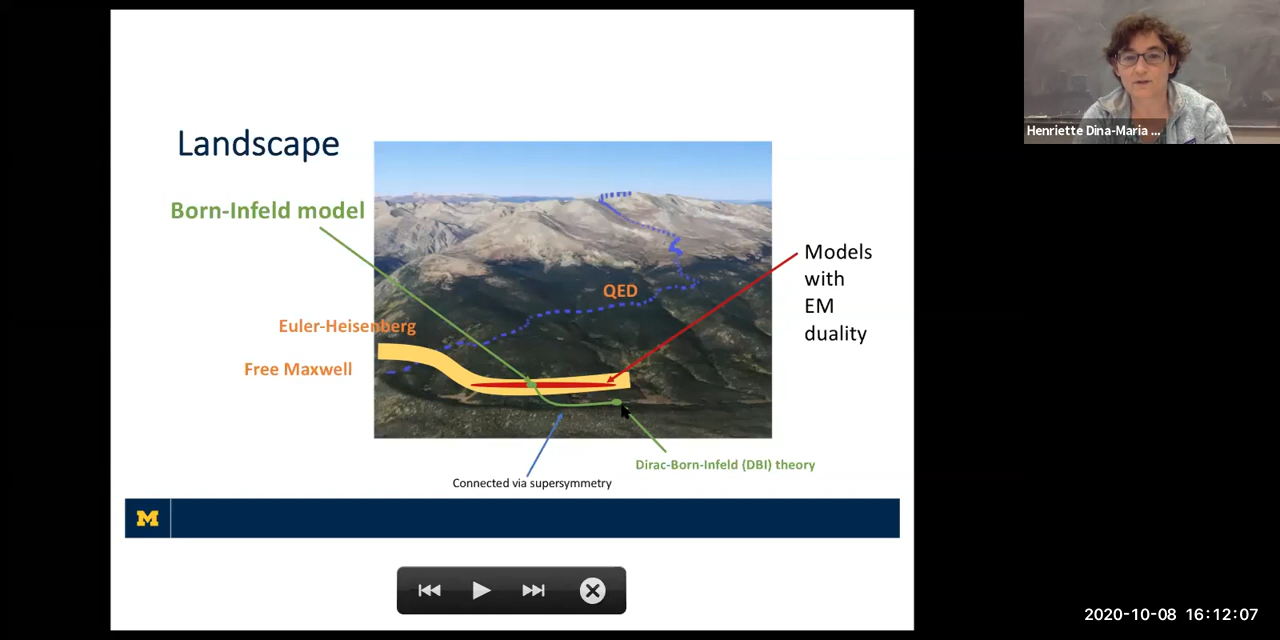 Henriette Dina-Maria ...
Landscape
Born-Infeld model
Models
with
EM
duality
QED
Euler-Heisenberg
Free Maxwell
Dirac-Born-Infeld (DBI) theory
Connected via supersymmetry
M
2020-10-08 16:12:07